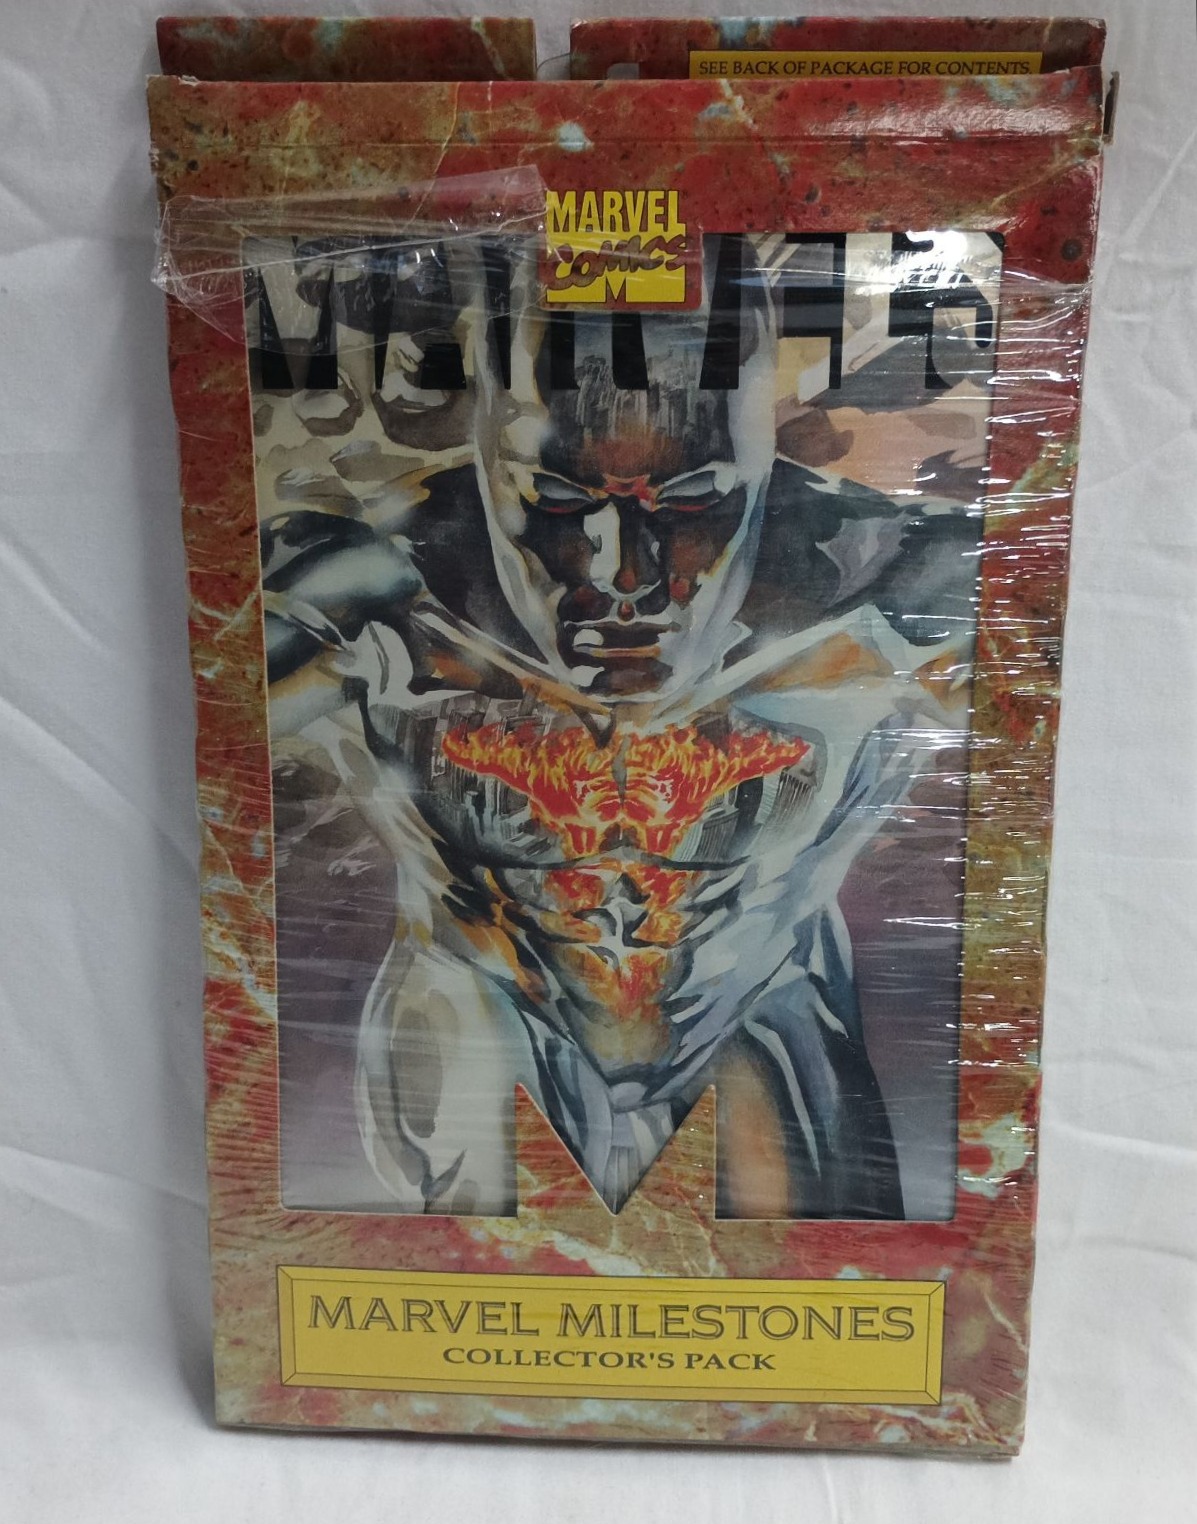 SEE BACK OF PACKAGE FOR CONTENTS.
MARVEL
COMICS
MARVELS
MARVEL MILESTONES
COLLECTOR'S PACK